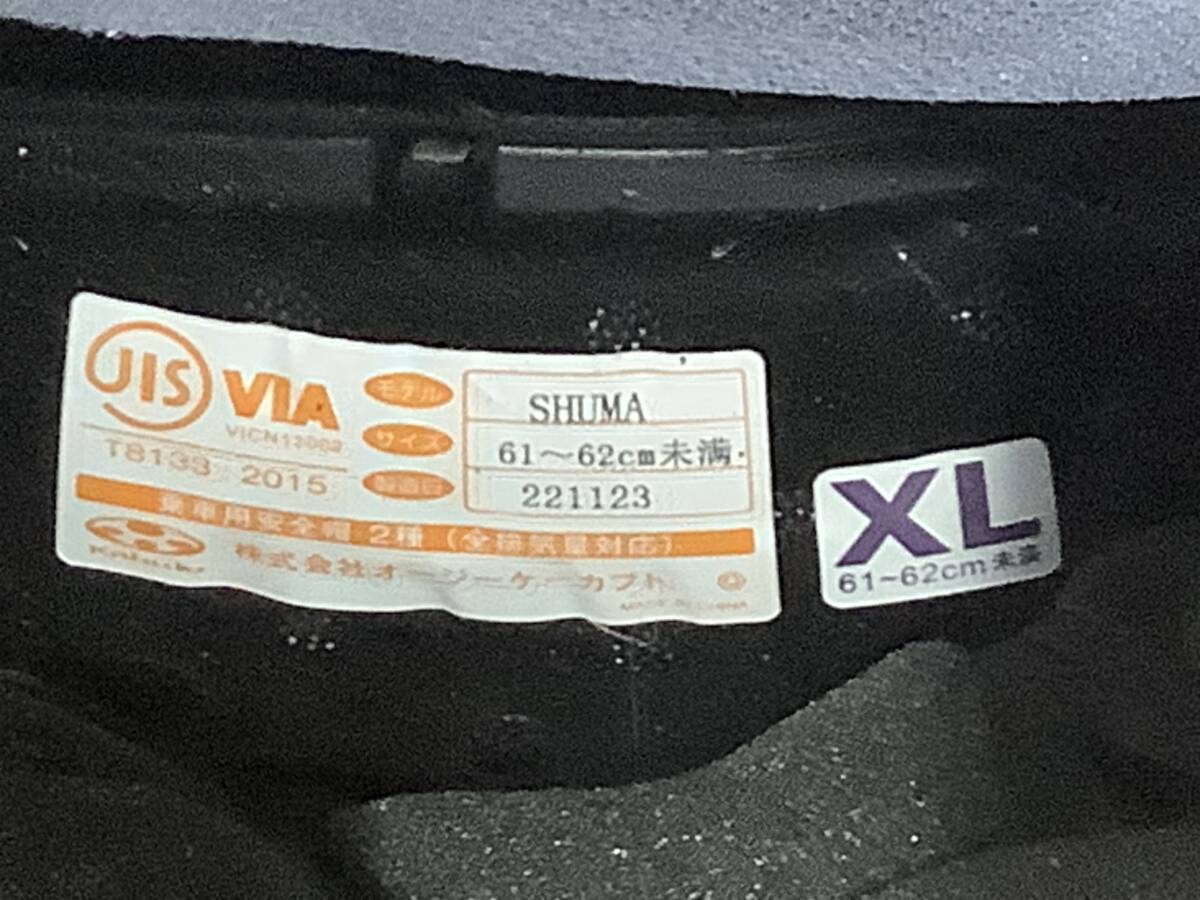 JIS
VIA
VICN13002
T8133 2015
モデル
SHUMA
サイズ
61～62cm未満
製造日
221123
乗車用安全帽 2種 (全排気量対応)
Kabuto
株式会社オージーケーカブト
MADE IN CHINA
XL
61~62cm未満